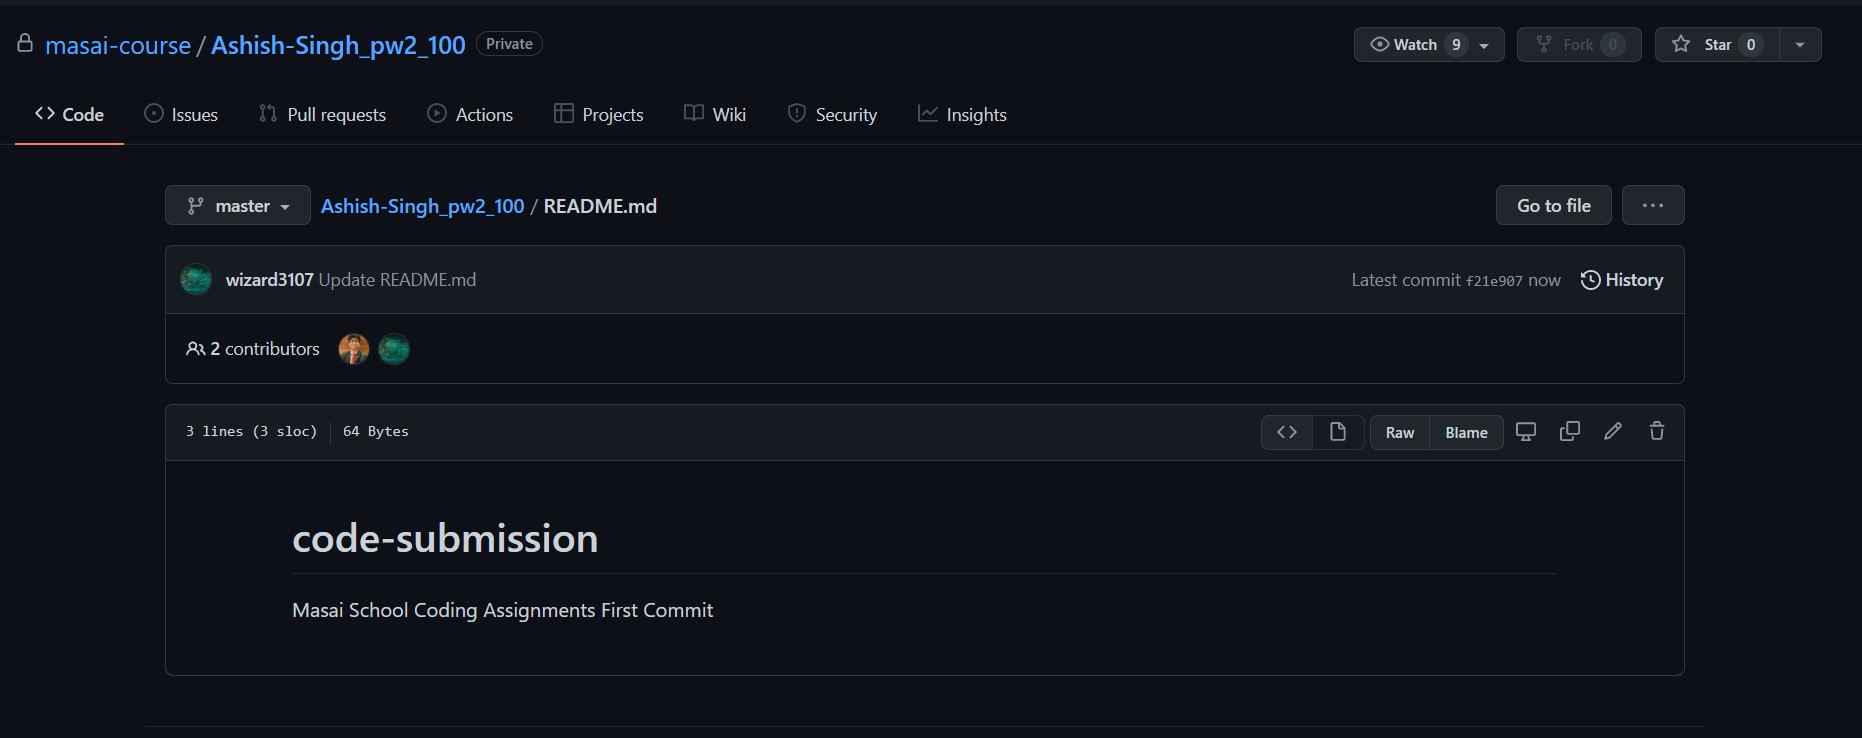 masai-course / Ashish-Singh_pw2_100 Private
Watch 9 Fork 0 Star 0
Code Issues Pull requests Actions Projects Wiki Security Insights
master Ashish-Singh_pw2_100 / README.md Go to file ...
wizard3107 Update README.md Latest commit f21e907 now History
2 contributors
3 lines (3 sloc) 64 Bytes Raw Blame
code-submission
Masai School Coding Assignments First Commit